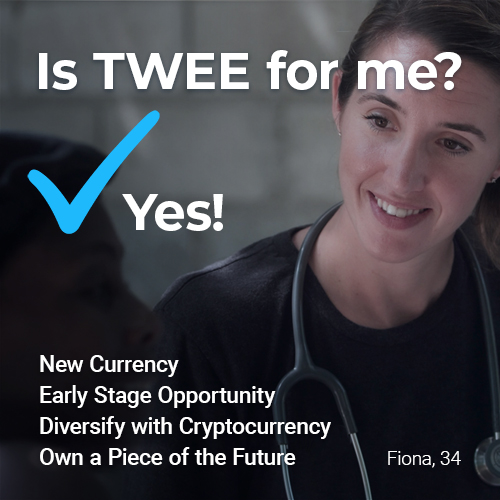 Is TWEE for me?
Yes!
New Currency
Early Stage Opportunity
Diversify with Cryptocurrency
Own a Piece of the Future
Fiona, 34